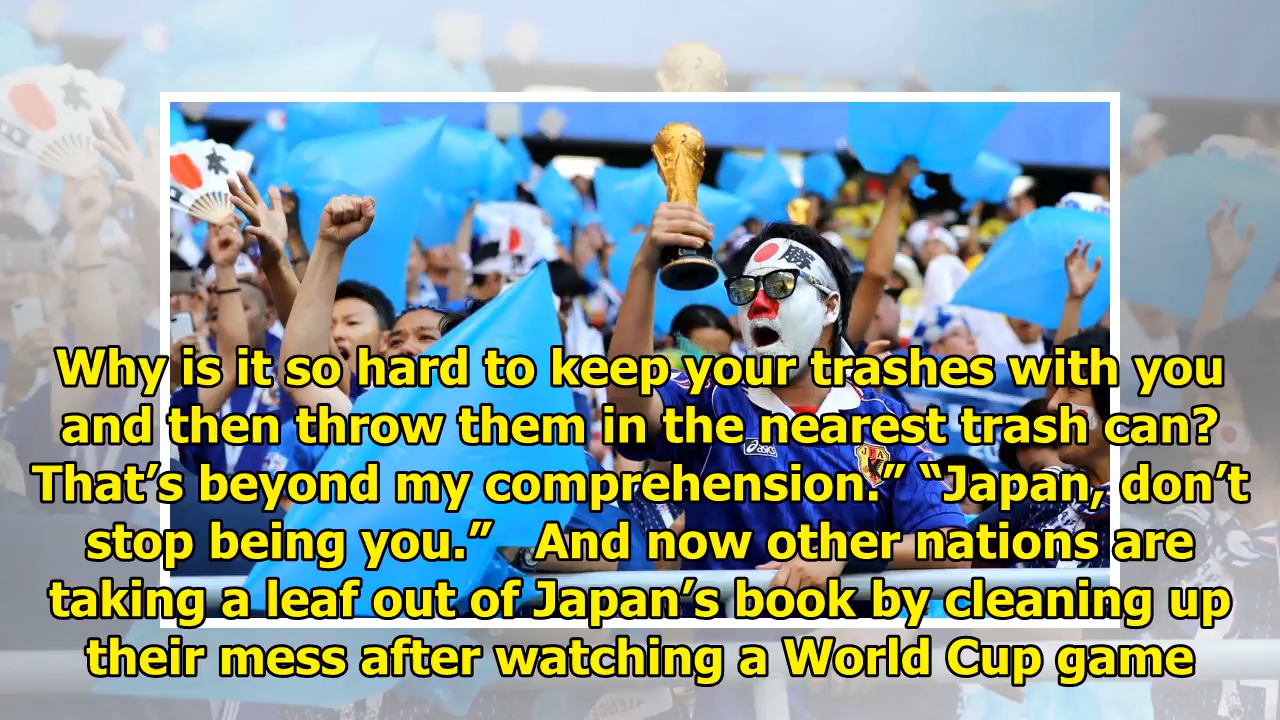 Why is it so hard to keep your trashes with you
and then throw them in the nearest trash can?
That’s beyond my comprehension.” “Japan, don’t
stop being you.”   And now other nations are
taking a leaf out of Japan’s book by cleaning up
their mess after watching a World Cup game
asics
JFA